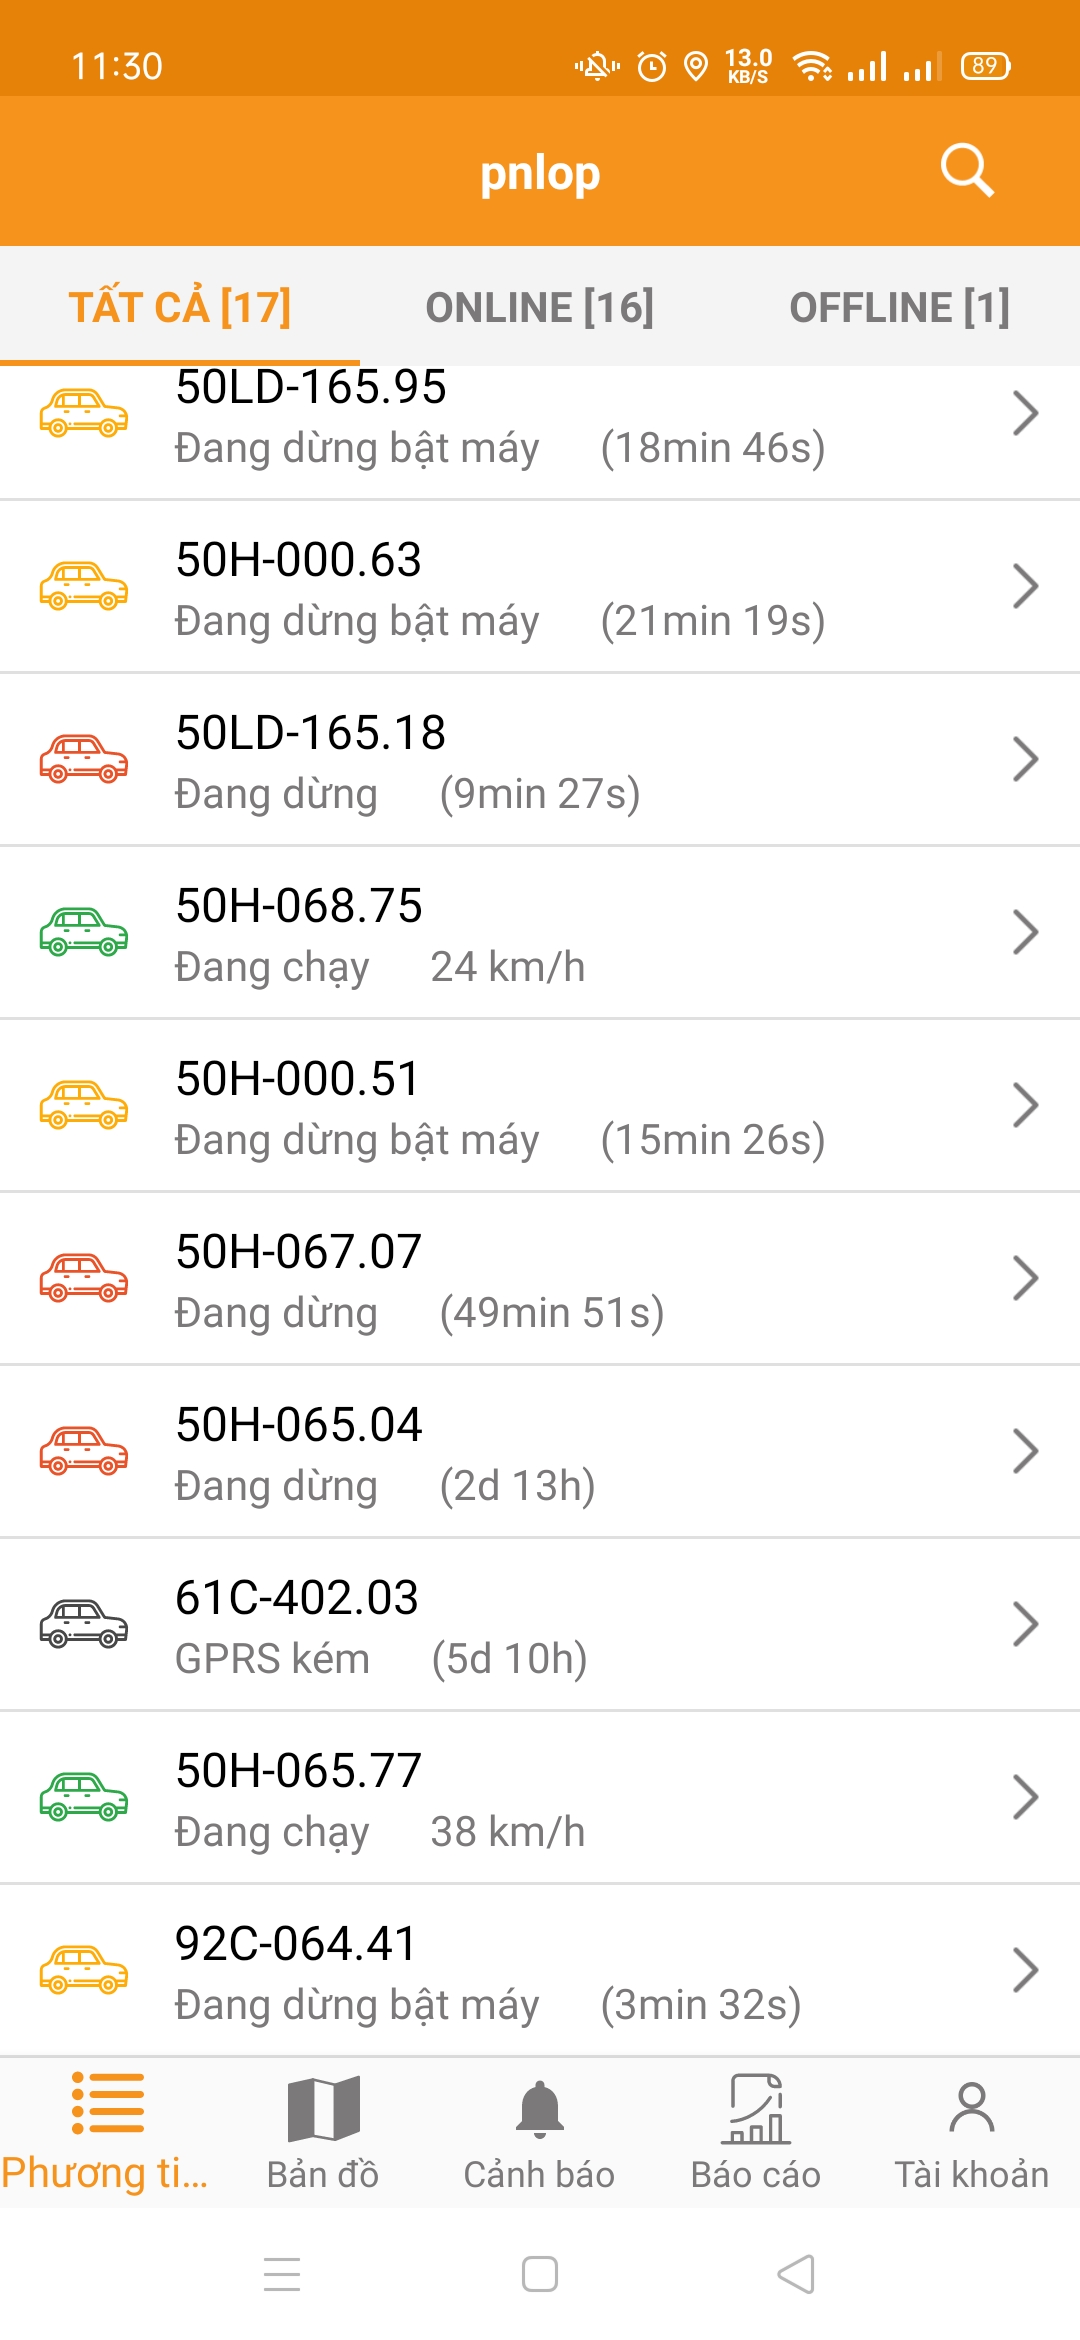 11:30
13.0
KB/S
89
pnlop
TẤT CẢ [17]
ONLINE [16]
OFFLINE [1]
50LD-165.95
Đang dừng bật máy (18min 46s)
50H-000.63
Đang dừng bật máy (21min 19s)
50LD-165.18
Đang dừng (9min 27s)
50H-068.75
Đang chạy 24 km/h
50H-000.51
Đang dừng bật máy (15min 26s)
50H-067.07
Đang dừng (49min 51s)
50H-065.04
Đang dừng (2d 13h)
61C-402.03
GPRS kém (5d 10h)
50H-065.77
Đang chạy 38 km/h
92C-064.41
Đang dừng bật máy (3min 32s)
Phương ti...
Bản đồ
Cảnh báo
Báo cáo
Tài khoản